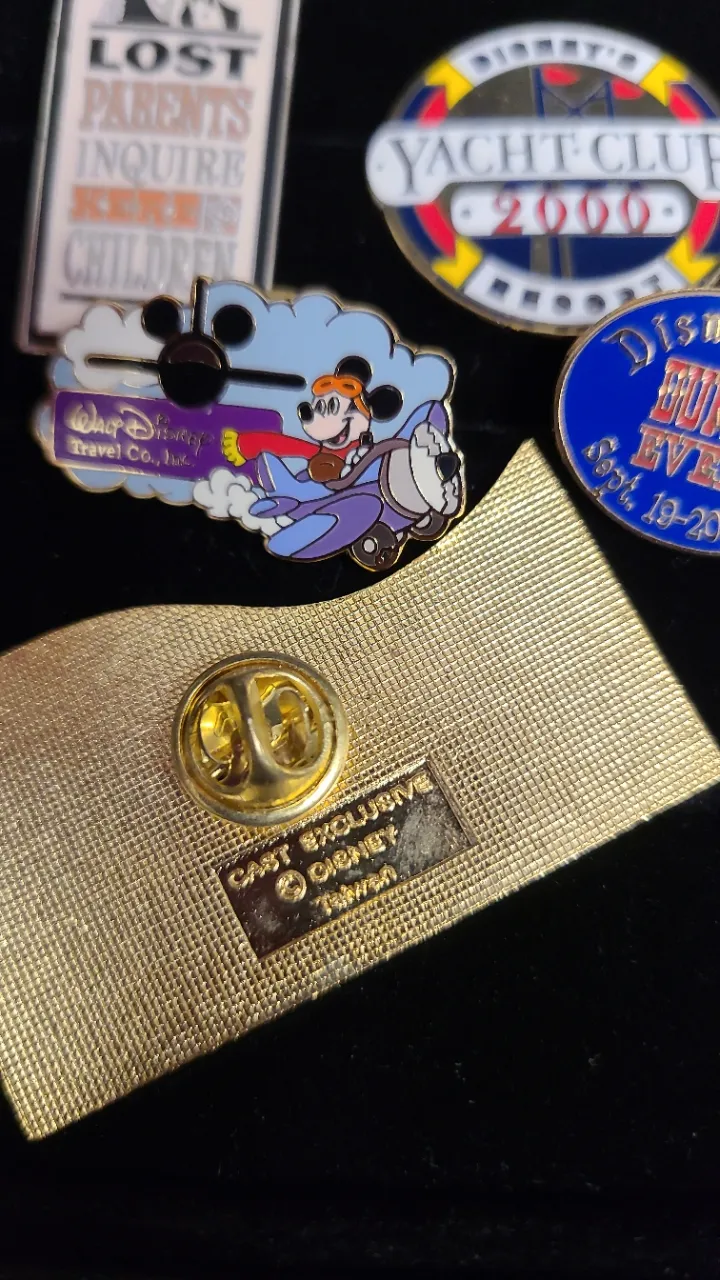 LOST
PARENTS
INQUIRE
HERE FOR
CHILDREN
DISNEY'S
YACHT CLUB
2000
RESORT
Walt Disney
Travel Co., Inc.
Sept. 19-20
CAST EXCLUSIVE
© DISNEY
Taiwan